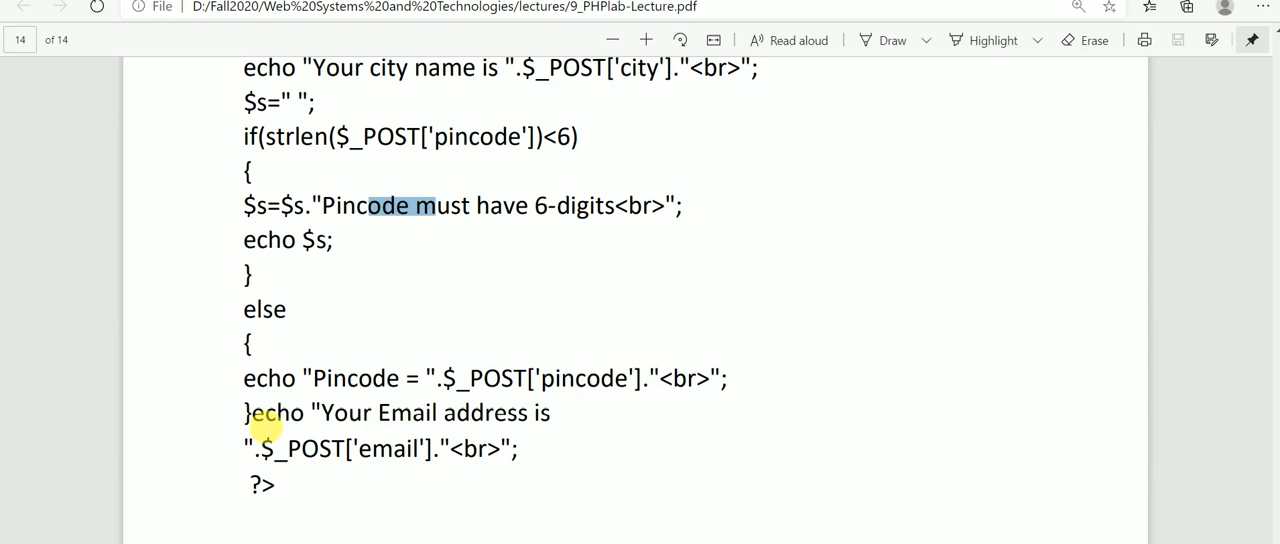 File | D:/Fall2020/Web%20Systems%20and%20Technologies/lectures/9_PHPlab-Lecture.pdf
14 of 14 Read aloud Draw Highlight Erase
echo "Your city name is ".$_POST['city']."<br>";
$s=" ";
if(strlen($_POST['pincode'])<6)
{
$s=$s."Pincode must have 6-digits<br>";
echo $s;
}
else
{
echo "Pincode = ".$_POST['pincode']."<br>";
}echo "Your Email address is
".$_POST['email']."<br>";
?>